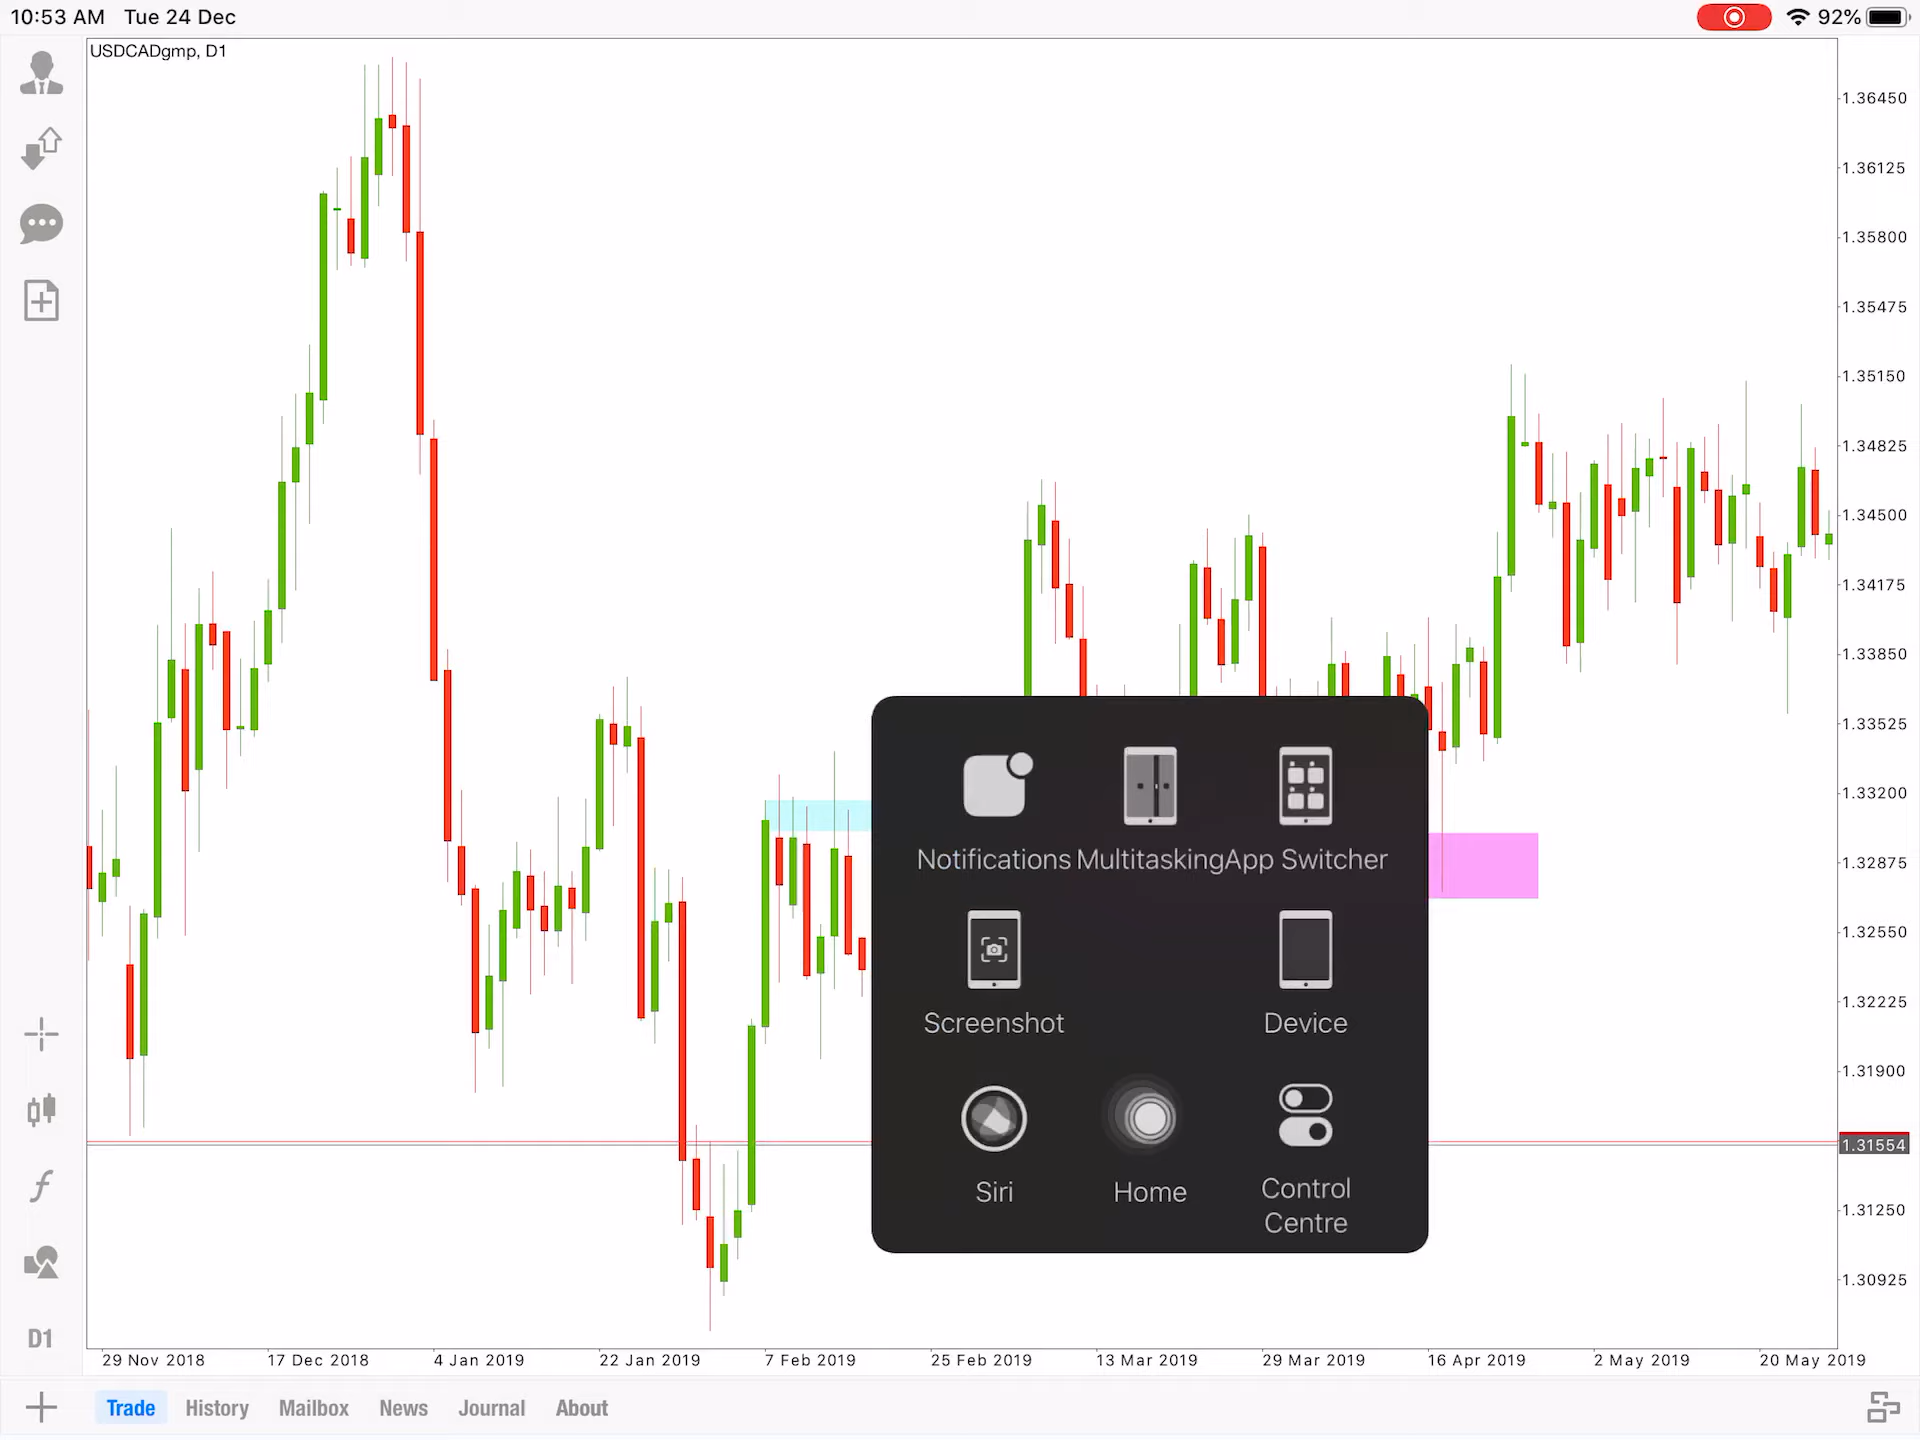 10:53 AM Tue 24 Dec
92%
USDCADgmp, D1
1.36450
1.36125
1.35800
1.35475
1.35150
1.34825
1.34500
1.34175
1.33850
1.33525
1.33200
1.32875
1.32550
1.32225
1.31900
1.31554
1.31250
1.30925
Notifications Multitasking App Switcher
Screenshot Device
Siri Home Control
Centre
f
D1
29 Nov 2018 17 Dec 2018 4 Jan 2019 22 Jan 2019 7 Feb 2019 25 Feb 2019 13 Mar 2019 29 Mar 2019 16 Apr 2019 2 May 2019 20 May 2019
Trade History Mailbox News Journal About